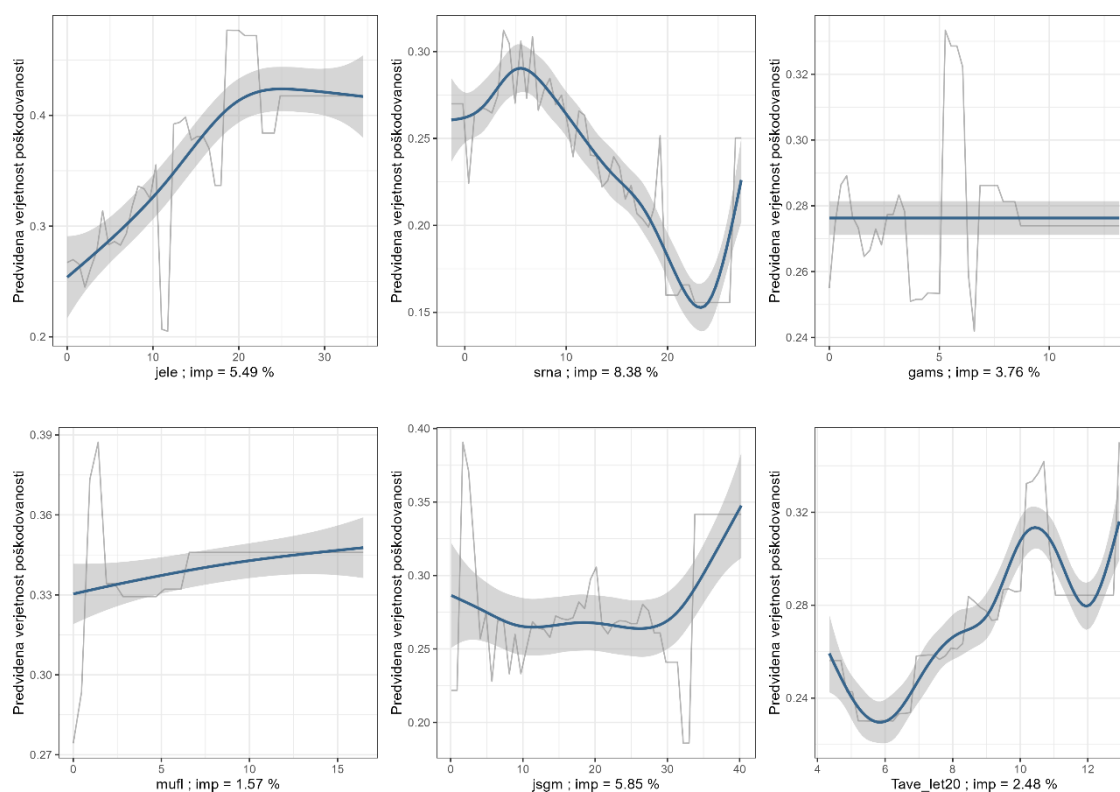 Predvidena verjetnost poškodovanosti
0.4
0.3
0.2
0 10 20 30
jele ; imp = 5.49 %
Predvidena verjetnost poškodovanosti
0.30
0.25
0.20
0.15
0 10 20
srna ; imp = 8.38 %
Predvidena verjetnost poškodovanosti
0.32
0.30
0.28
0.26
0.24
0 5 10
gams ; imp = 3.76 %
Predvidena verjetnost poškodovanosti
0.39
0.36
0.33
0.30
0.27
0 5 10 15
mufl ; imp = 1.57 %
Predvidena verjetnost poškodovanosti
0.40
0.35
0.30
0.25
0.20
0 10 20 30 40
jsgm ; imp = 5.85 %
Predvidena verjetnost poškodovanosti
0.32
0.28
0.24
4 6 8 10 12
Tave_let20 ; imp = 2.48 %